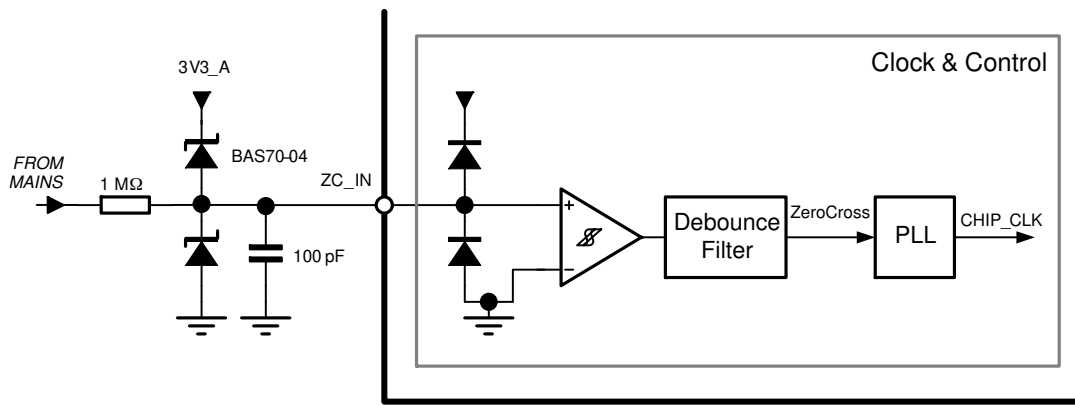 Clock & Control
3V3_A
BAS70-04
FROM
MAINS
1 MΩ
ZC_IN
100 pF
+
−
Debounce
Filter
ZeroCross
PLL
CHIP_CLK